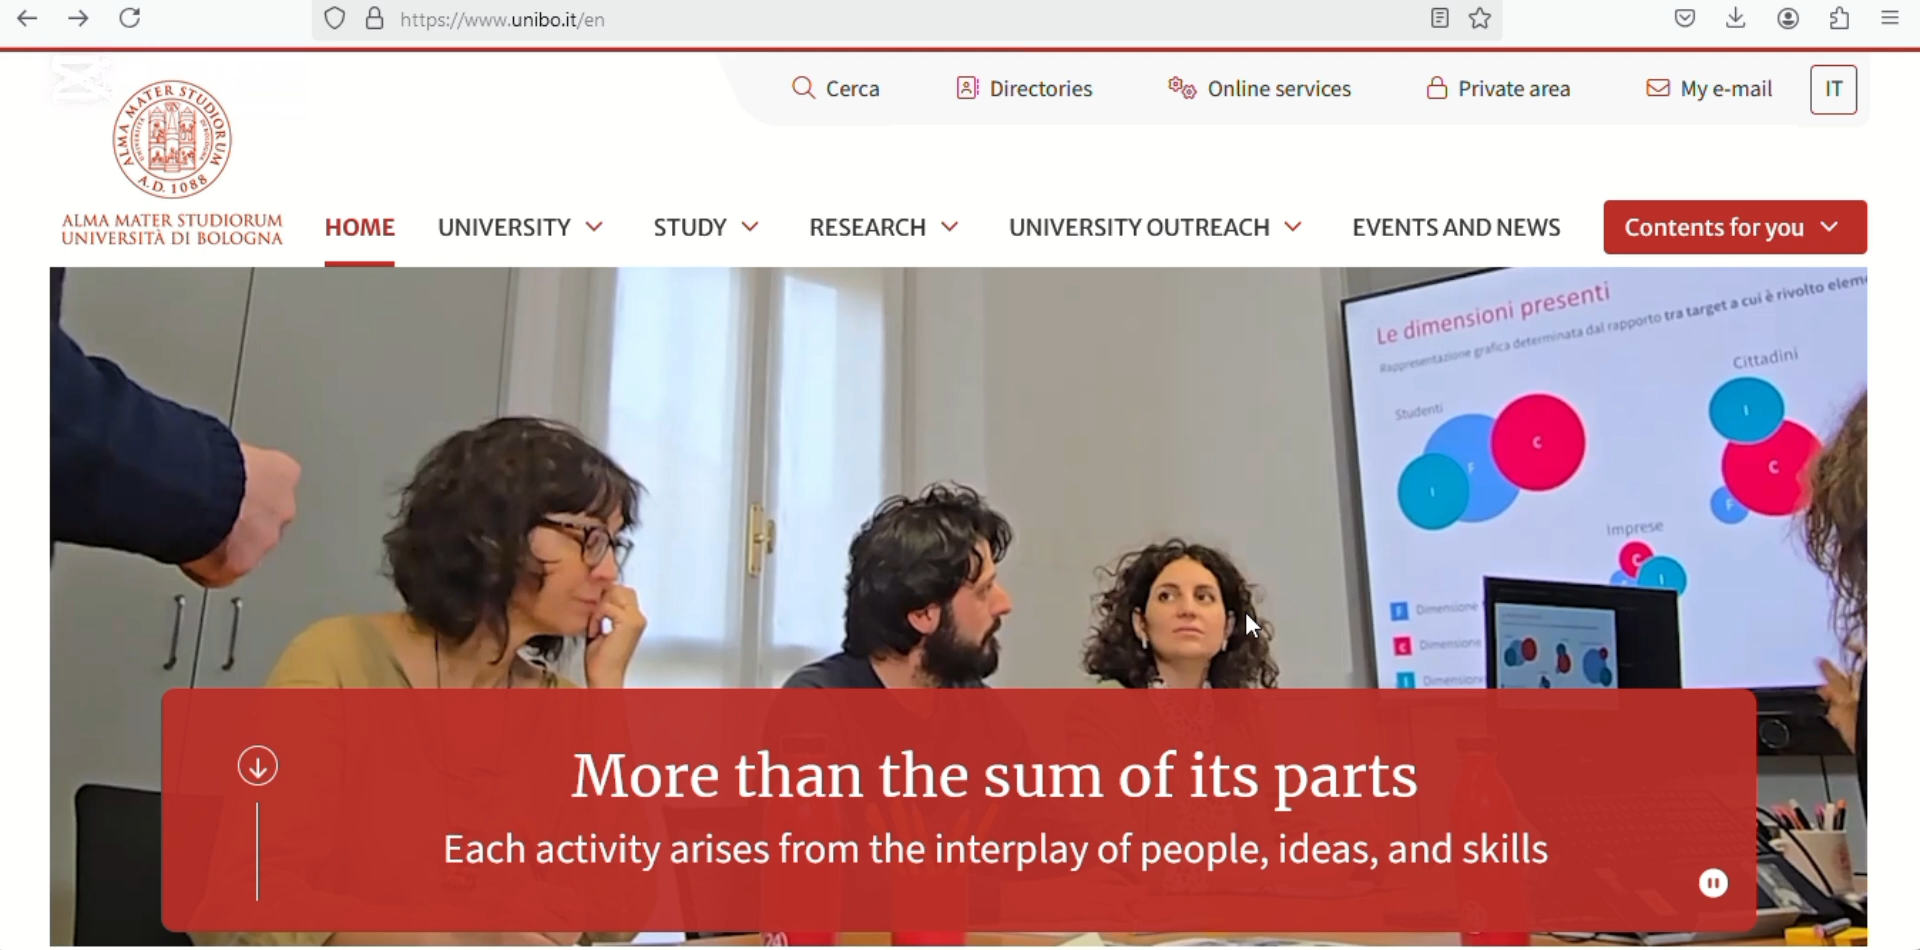 https://www.unibo.it/en
Cerca
Directories
Online services
Private area
My e-mail
IT
ALMA MATER STUDIORUM
A.D. 1088
ALMA MATER STUDIORUM
UNIVERSITÀ DI BOLOGNA
HOME
UNIVERSITY
STUDY
RESEARCH
UNIVERSITY OUTREACH
EVENTS AND NEWS
Contents for you
Le dimensioni presenti
Rappresentazione grafica determinata dal rapporto tra target a cui è rivolto elem
Cittadini
Studenti
I
C
F
I
C
F
Imprese
C
I
F Dimensione
C Dimensione
I Dimensione
More than the sum of its parts
Each activity arises from the interplay of people, ideas, and skills